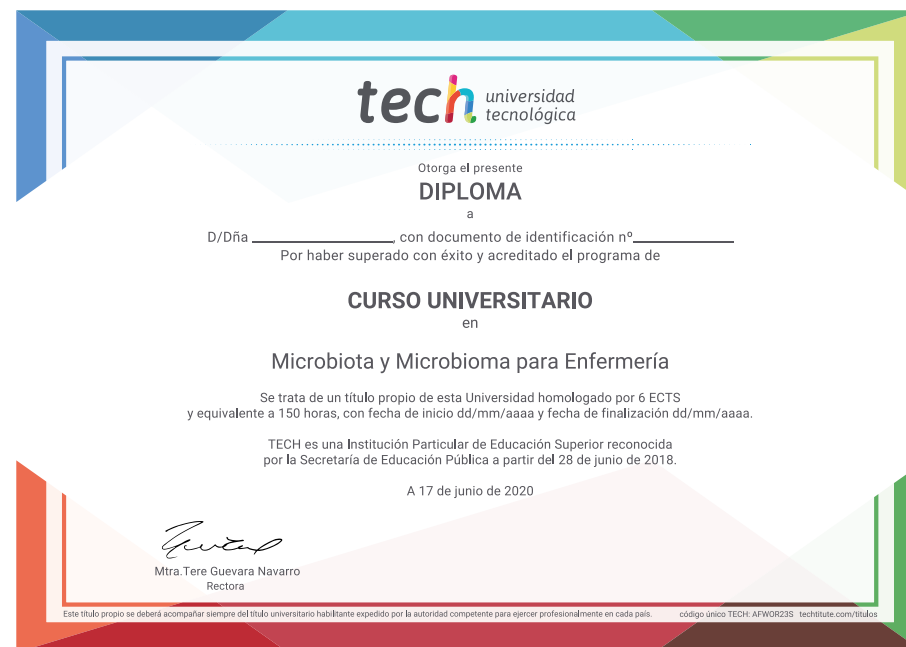 tech universidad
tecnológica
Otorga el presente
DIPLOMA
a
D/Dña ____________________, con documento de identificación nº______________
Por haber superado con éxito y acreditado el programa de
CURSO UNIVERSITARIO
en
Microbiota y Microbioma para Enfermería
Se trata de un título propio de esta Universidad homologado por 6 ECTS
y equivalente a 150 horas, con fecha de inicio dd/mm/aaaa y fecha de finalización dd/mm/aaaa.
TECH es una Institución Particular de Educación Superior reconocida
por la Secretaría de Educación Pública a partir del 28 de junio de 2018.
A 17 de junio de 2020
Mtra.Tere Guevara Navarro
Rectora
Este título propio se deberá acompañar siempre del título universitario habilitante expedido por la autoridad competente para ejercer profesionalmente en cada país. código único TECH: AFWOR23S techtitute.com/titulos